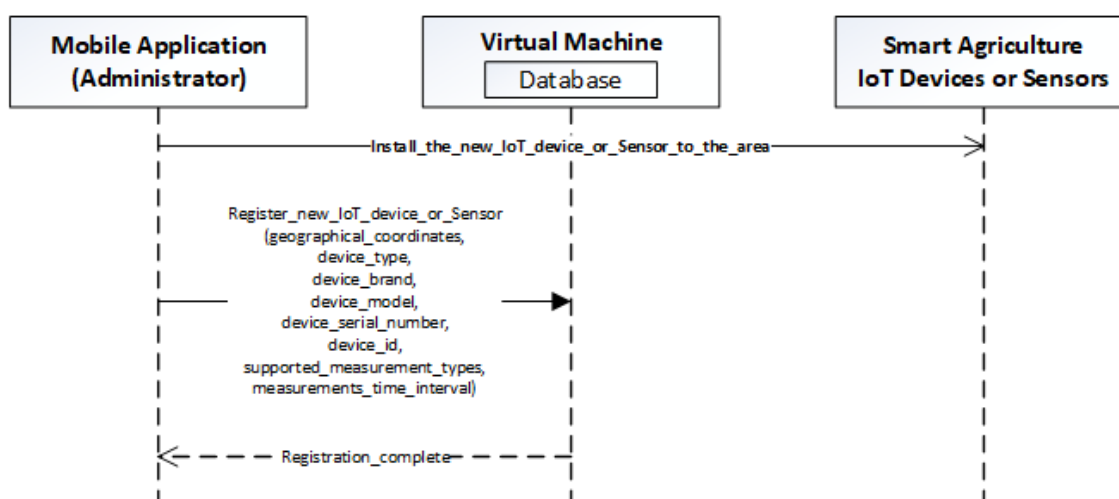 Mobile Application
(Administrator)
Virtual Machine
Database
Smart Agriculture
IoT Devices or Sensors
Install_the_new_IoT_device_or_Sensor_to_the_area
Register_new_IoT_device_or_Sensor
(geographical_coordinates,
device_type,
device_brand,
device_model,
device_serial_number,
device_id,
supported_measurement_types,
measurements_time_interval)
Registration_complete